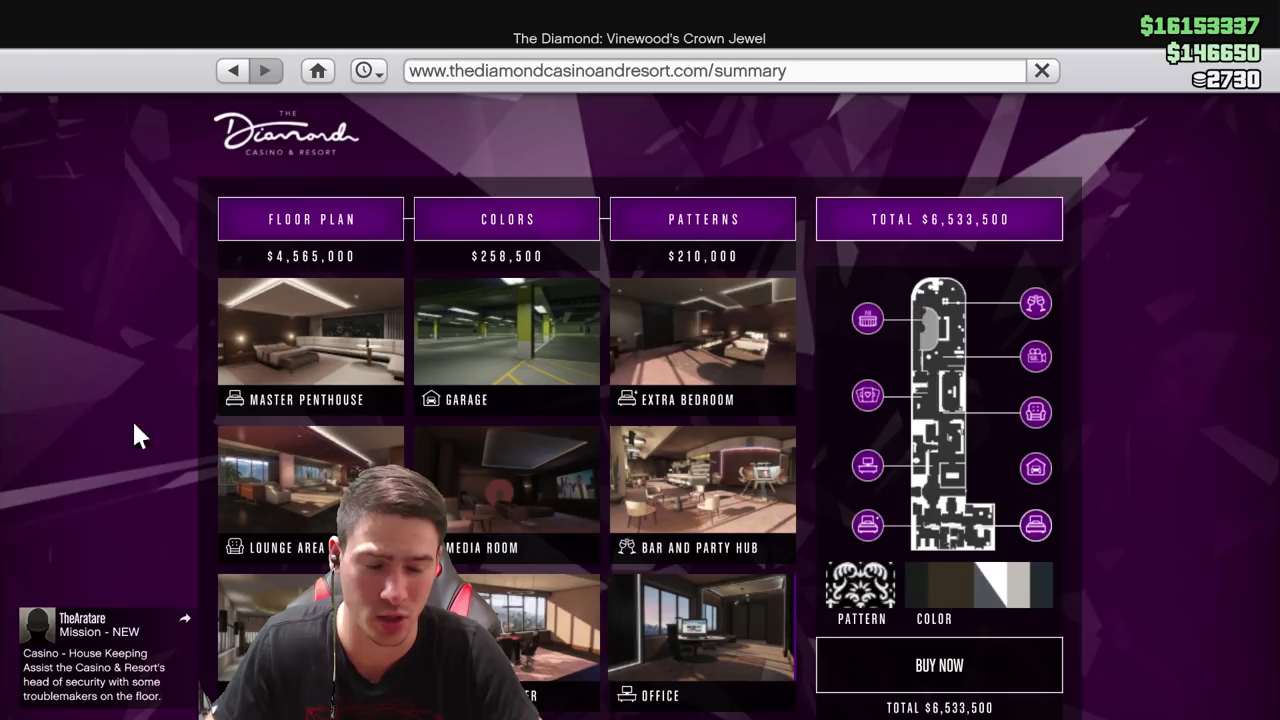 $16153337
$146650
2730
The Diamond: Vinewood's Crown Jewel
www.thediamondcasinoandresort.com/summary
THE
Diamond
CASINO & RESORT
FLOOR PLAN
COLORS
PATTERNS
TOTAL $6,533,500
$4,565,000
$258,500
$210,000
MASTER PENTHOUSE
GARAGE
EXTRA BEDROOM
LOUNGE AREA
MEDIA ROOM
BAR AND PARTY HUB
OFFICE
PATTERN
COLOR
BUY NOW
TOTAL $6,533,500
TheAratare
Mission - NEW
Casino - House Keeping
Assist the Casino & Resort's
head of security with some
troublemakers on the floor.